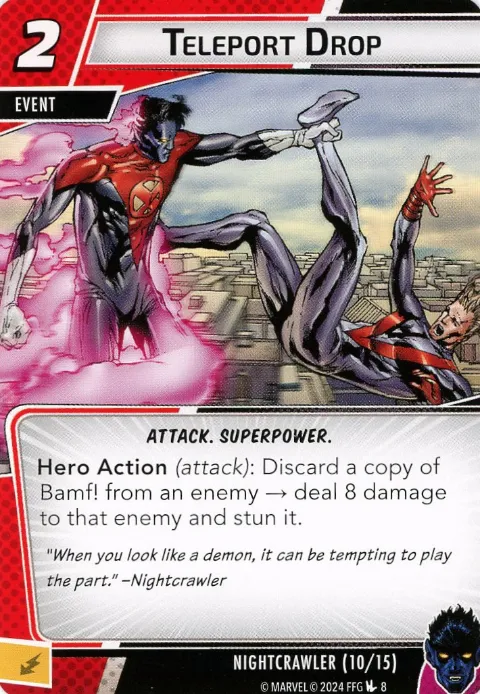 2
TELEPORT DROP
EVENT
ATTACK. SUPERPOWER.
Hero Action (attack): Discard a copy of
Bamf! from an enemy → deal 8 damage
to that enemy and stun it.
"When you look like a demon, it can be tempting to play
the part." –Nightcrawler
NIGHTCRAWLER (10/15)
© MARVEL © 2024 FFG 8